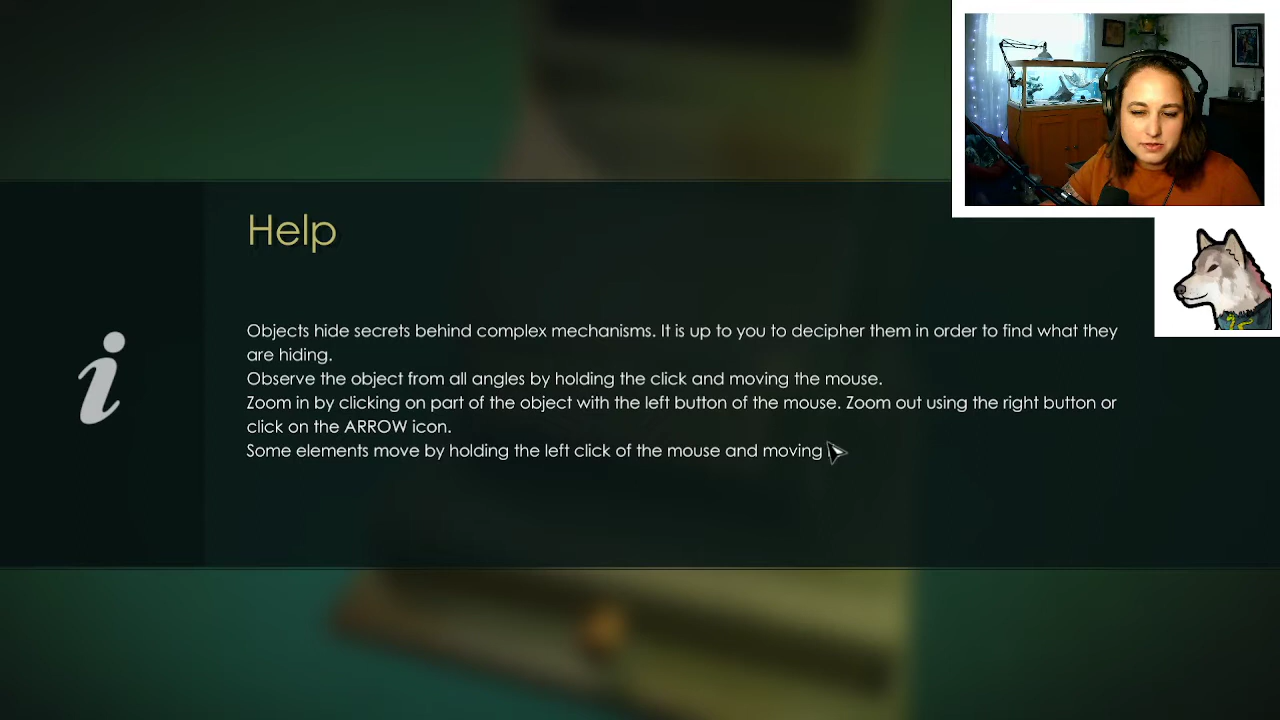 Help
Objects hide secrets behind complex mechanisms. It is up to you to decipher them in order to find what they
are hiding.
Observe the object from all angles by holding the click and moving the mouse.
Zoom in by clicking on part of the object with the left button of the mouse. Zoom out using the right button or
click on the ARROW icon.
Some elements move by holding the left click of the mouse and moving